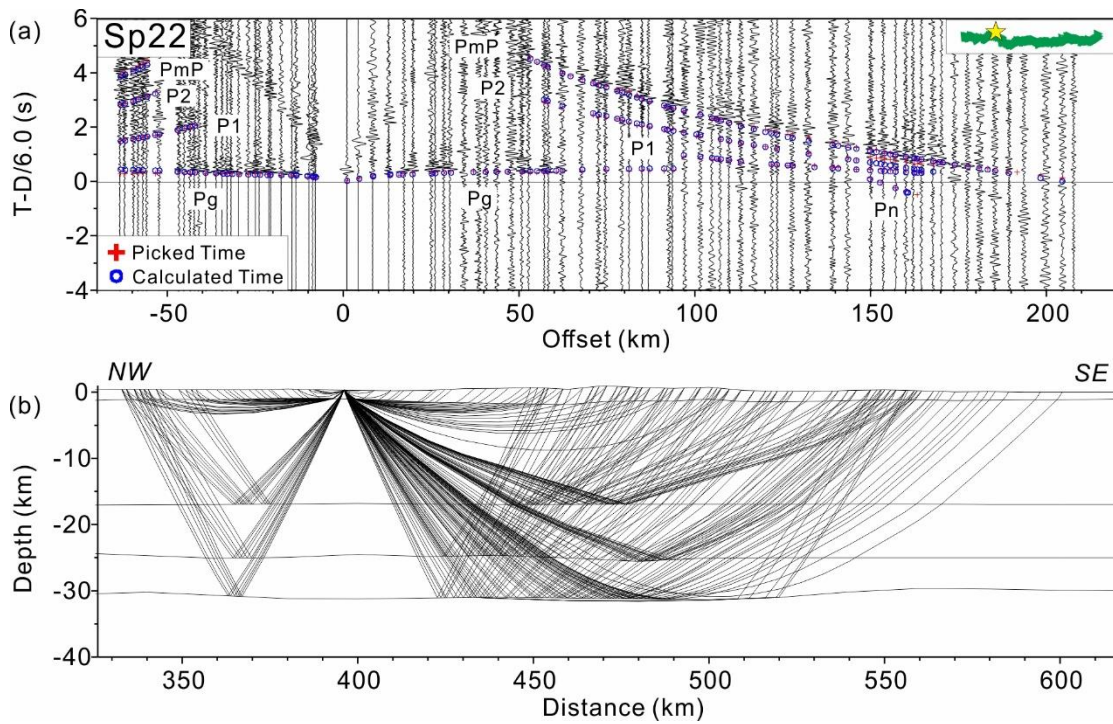 (a)
Sp22
T-D/6.0 (s)
6
4
2
0
-2
-4
PmP
P2
P1
Pg
PmP
P2
P1
Pg
Pn
Picked Time
Calculated Time
-50
0
50
100
150
200
Offset (km)
NW
SE
(b)
Depth (km)
0
-10
-20
-30
-40
350
400
450
500
550
600
Distance (km)